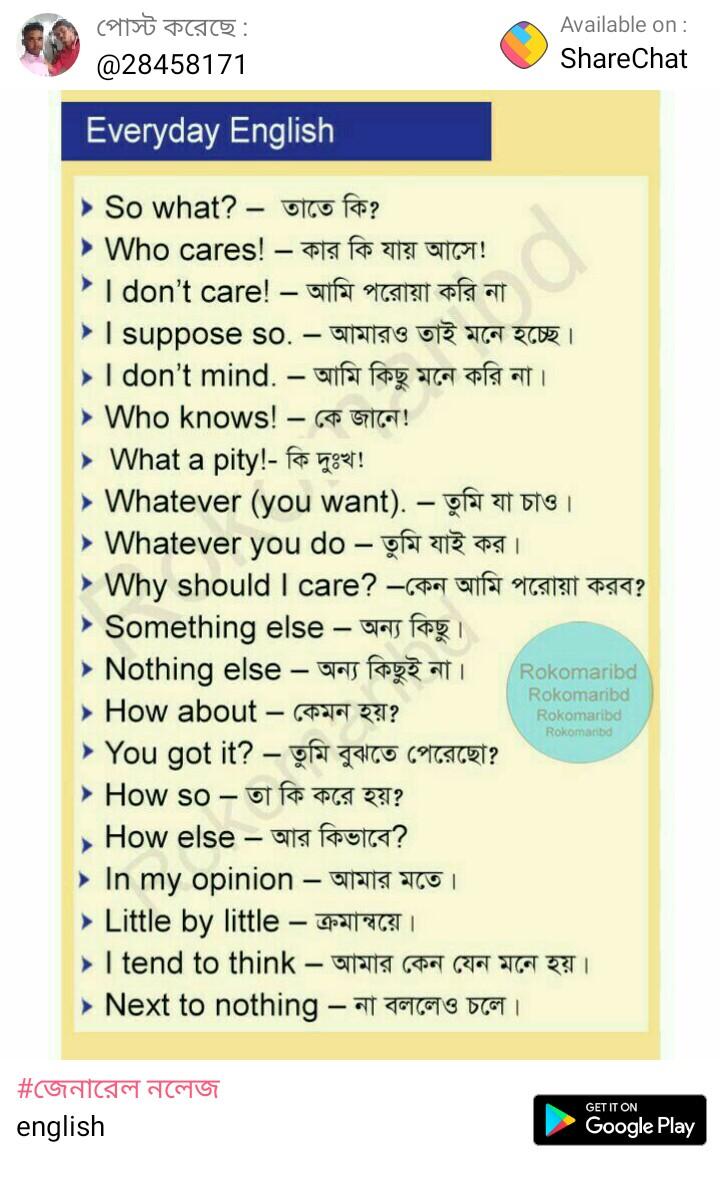 পোস্ট করেছে :
@28458171
Available on :
ShareChat
Everyday English
So what? – তাতে কি?
Who cares! – কার কি যায় আসে!
I don't care! – আমি পরোয়া করি না
I suppose so. – আমারও তাই মনে হচ্ছে।
I don't mind. – আমি কিছু মনে করি না।
Who knows! – কে জানে!
What a pity!- কি দুঃখ!
Whatever (you want). – তুমি যা চাও।
Whatever you do – তুমি যাই কর।
Why should I care? –কেন আমি পরোয়া করব?
Something else – অন্য কিছু।
Nothing else – অন্য কিছুই না।
How about – কেমন হয়?
You got it? – তুমি বুঝতে পেরেছো?
How so – তা কি করে হয়?
How else – আর কিভাবে?
In my opinion – আমার মতে।
Little by little – ক্রমান্বয়ে।
I tend to think – আমার কেন যেন মনে হয়।
Next to nothing – না বললেও চলে।
Rokomaribd
Rokomaribd
Rokomaribd
Rokomaribd
Rokomaribd
Rokomaribd
#জেনারেল নলেজ
english
GET IT ON
Google Play